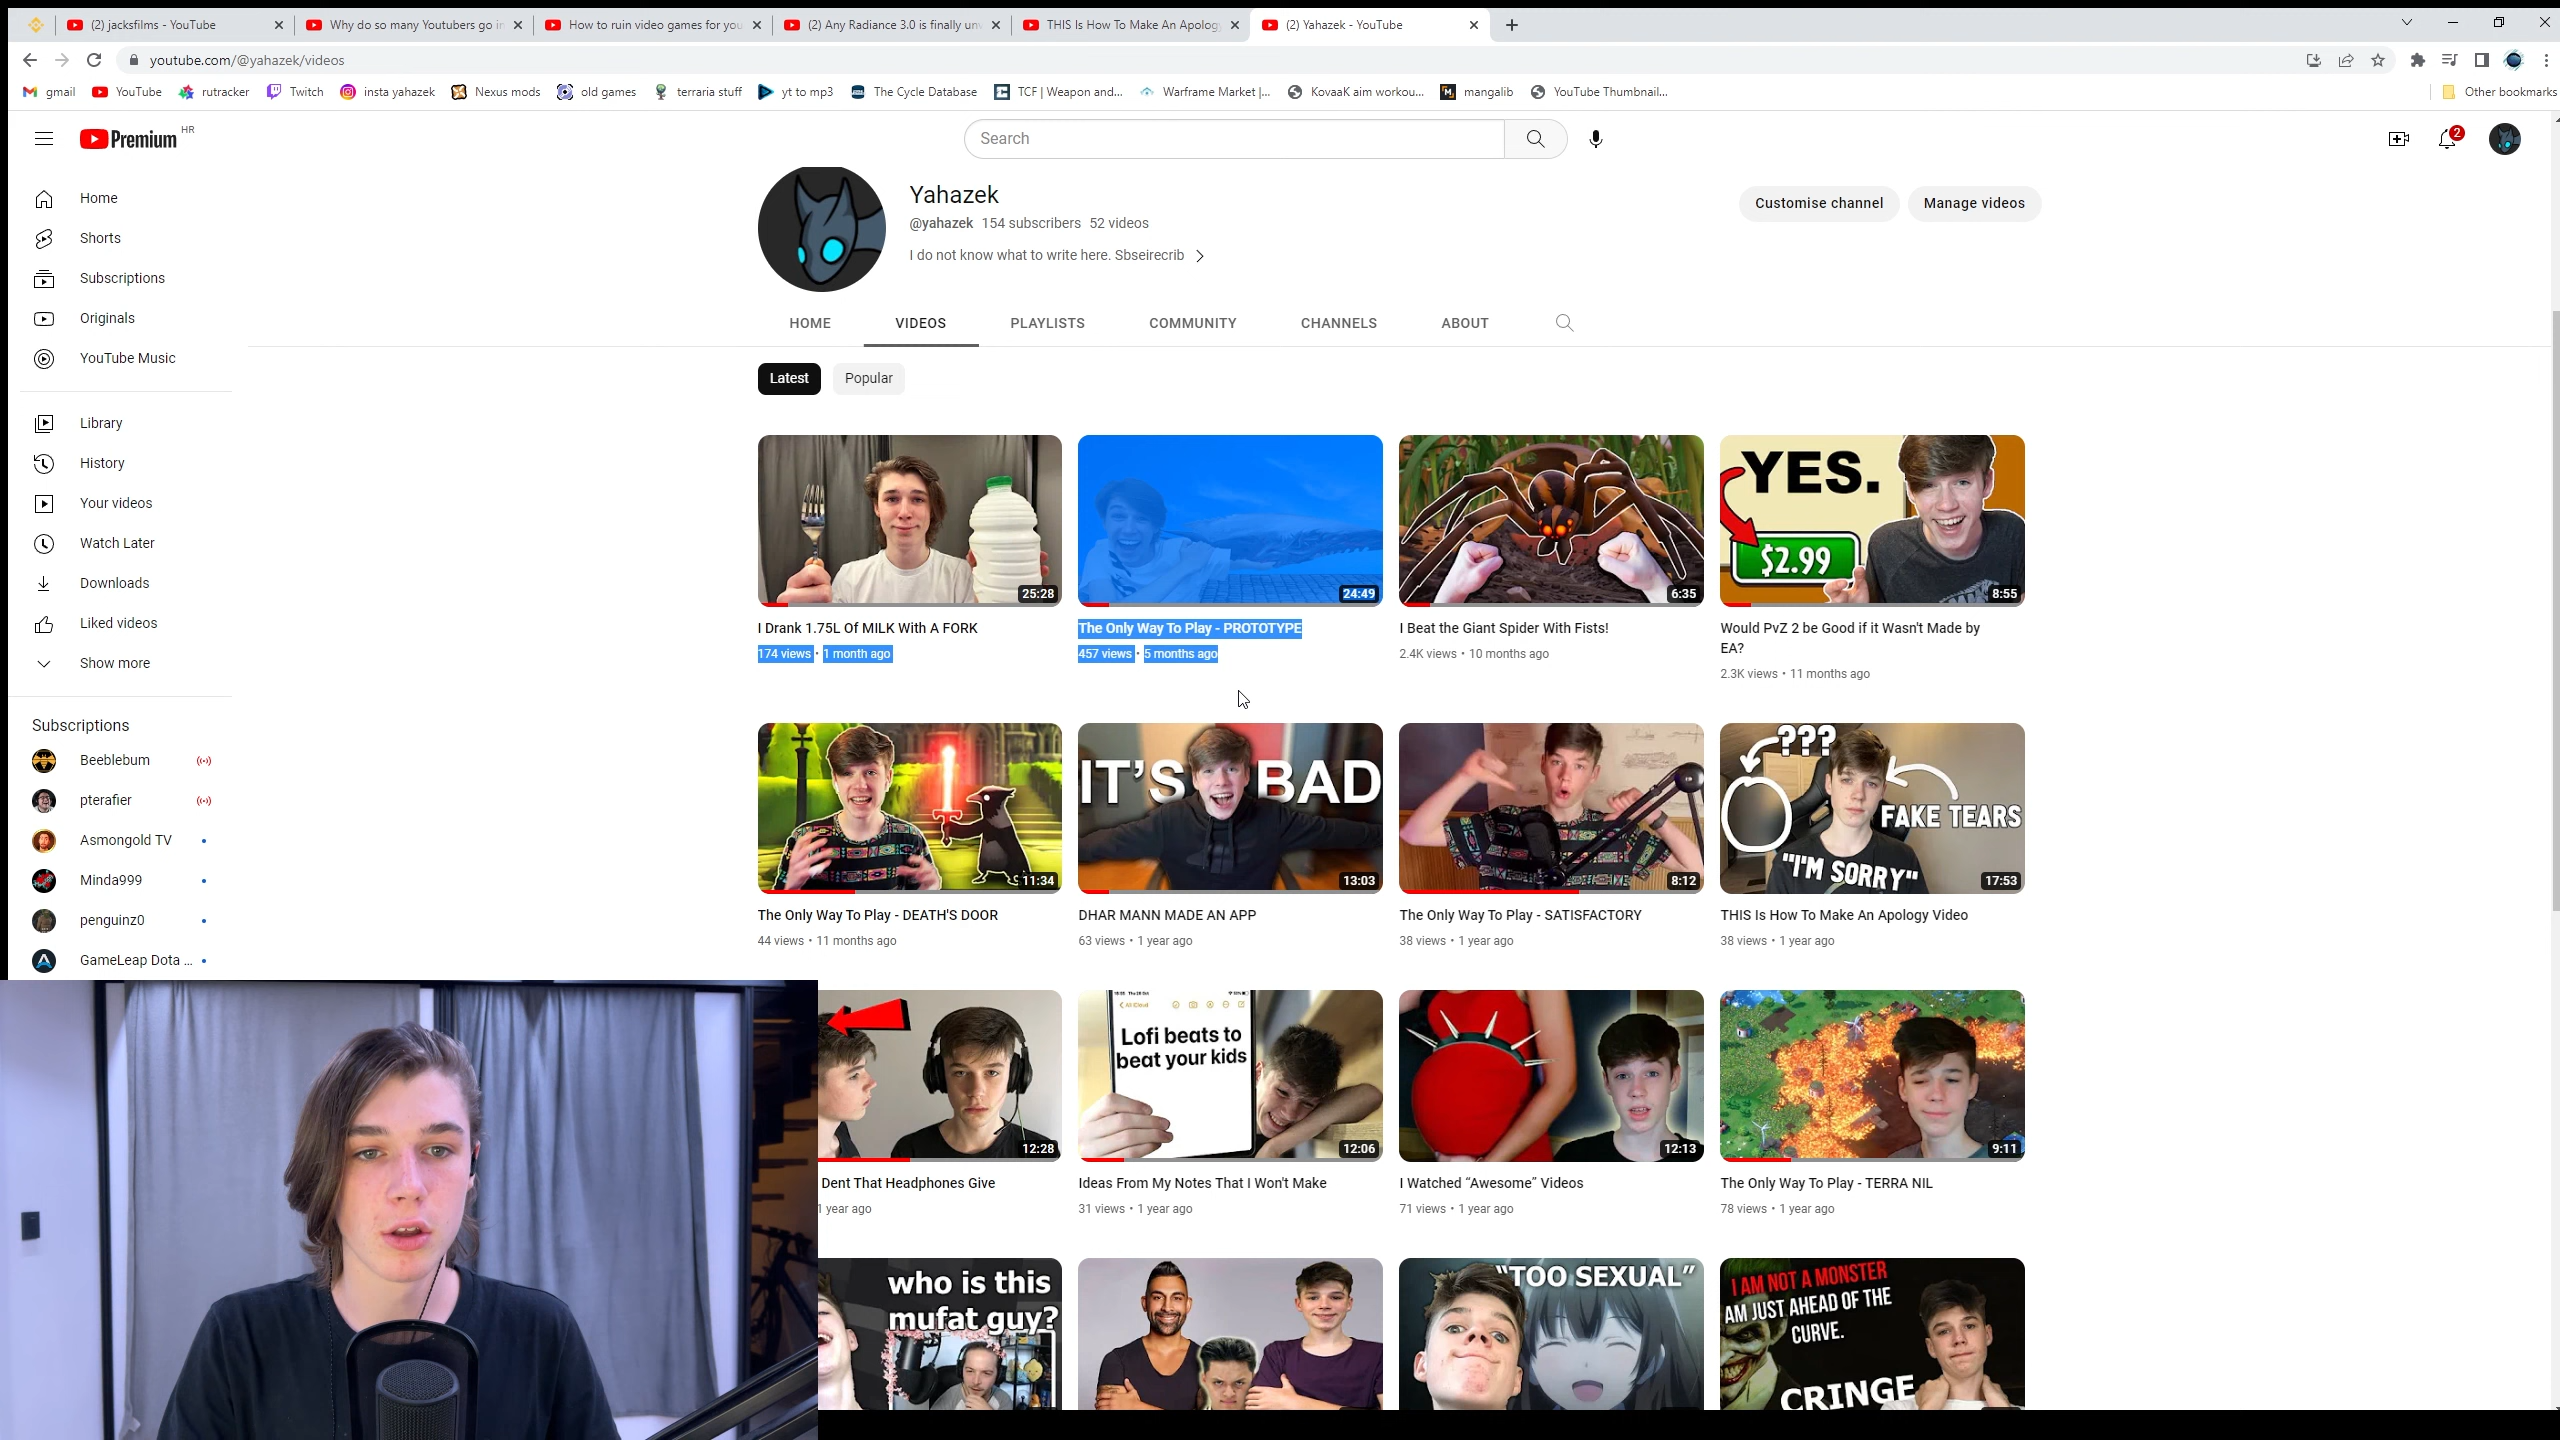 (2) jacksfilms - YouTube
Why do so many Youtubers go in
How to ruin video games for you
(2) Any Radiance 3.0 is finally un
THIS Is How To Make An Apology
(2) Yahazek - YouTube
youtube.com/@yahazek/videos
gmail
YouTube
rutracker
Twitch
insta yahazek
Nexus mods
old games
terraria stuff
yt to mp3
The Cycle Database
TCF | Weapon and...
Warframe Market |...
KovaaK aim workou...
mangalib
YouTube Thumbnail...
Other bookmarks
Premium HR
Search
2
Home
Shorts
Subscriptions
Originals
YouTube Music
Library
History
Your videos
Watch Later
Downloads
Liked videos
Show more
Subscriptions
Beeblebum
pterafier
Asmongold TV
Minda999
penguinz0
GameLeap Dota ...
Yahazek
@yahazek 154 subscribers 52 videos
I do not know what to write here. Sbseirecrib
Customise channel
Manage videos
HOME
VIDEOS
PLAYLISTS
COMMUNITY
CHANNELS
ABOUT
Latest
Popular
25:28
I Drank 1.75L Of MILK With A FORK
174 views • 1 month ago
24:49
The Only Way To Play - PROTOTYPE
457 views • 5 months ago
6:35
I Beat the Giant Spider With Fists!
2.4K views • 10 months ago
YES.
$2.99
8:55
Would PvZ 2 be Good if it Wasn't Made by
EA?
2.3K views • 11 months ago
11:34
The Only Way To Play - DEATH'S DOOR
44 views • 11 months ago
IT'S BAD
13:03
DHAR MANN MADE AN APP
63 views • 1 year ago
8:12
The Only Way To Play - SATISFACTORY
38 views • 1 year ago
???
FAKE TEARS
"I'M SORRY"
17:53
THIS Is How To Make An Apology Video
38 views • 1 year ago
12:28
Dent That Headphones Give
1 year ago
All iCloud
Lofi beats to
beat your kids
12:06
Ideas From My Notes That I Won't Make
31 views • 1 year ago
12:13
I Watched “Awesome” Videos
71 views • 1 year ago
9:11
The Only Way To Play - TERRA NIL
78 views • 1 year ago
who is this
mufat guy?
"TOO SEXUAL"
I AM NOT A MONSTER
AM JUST AHEAD OF THE
CURVE.
CRINGE